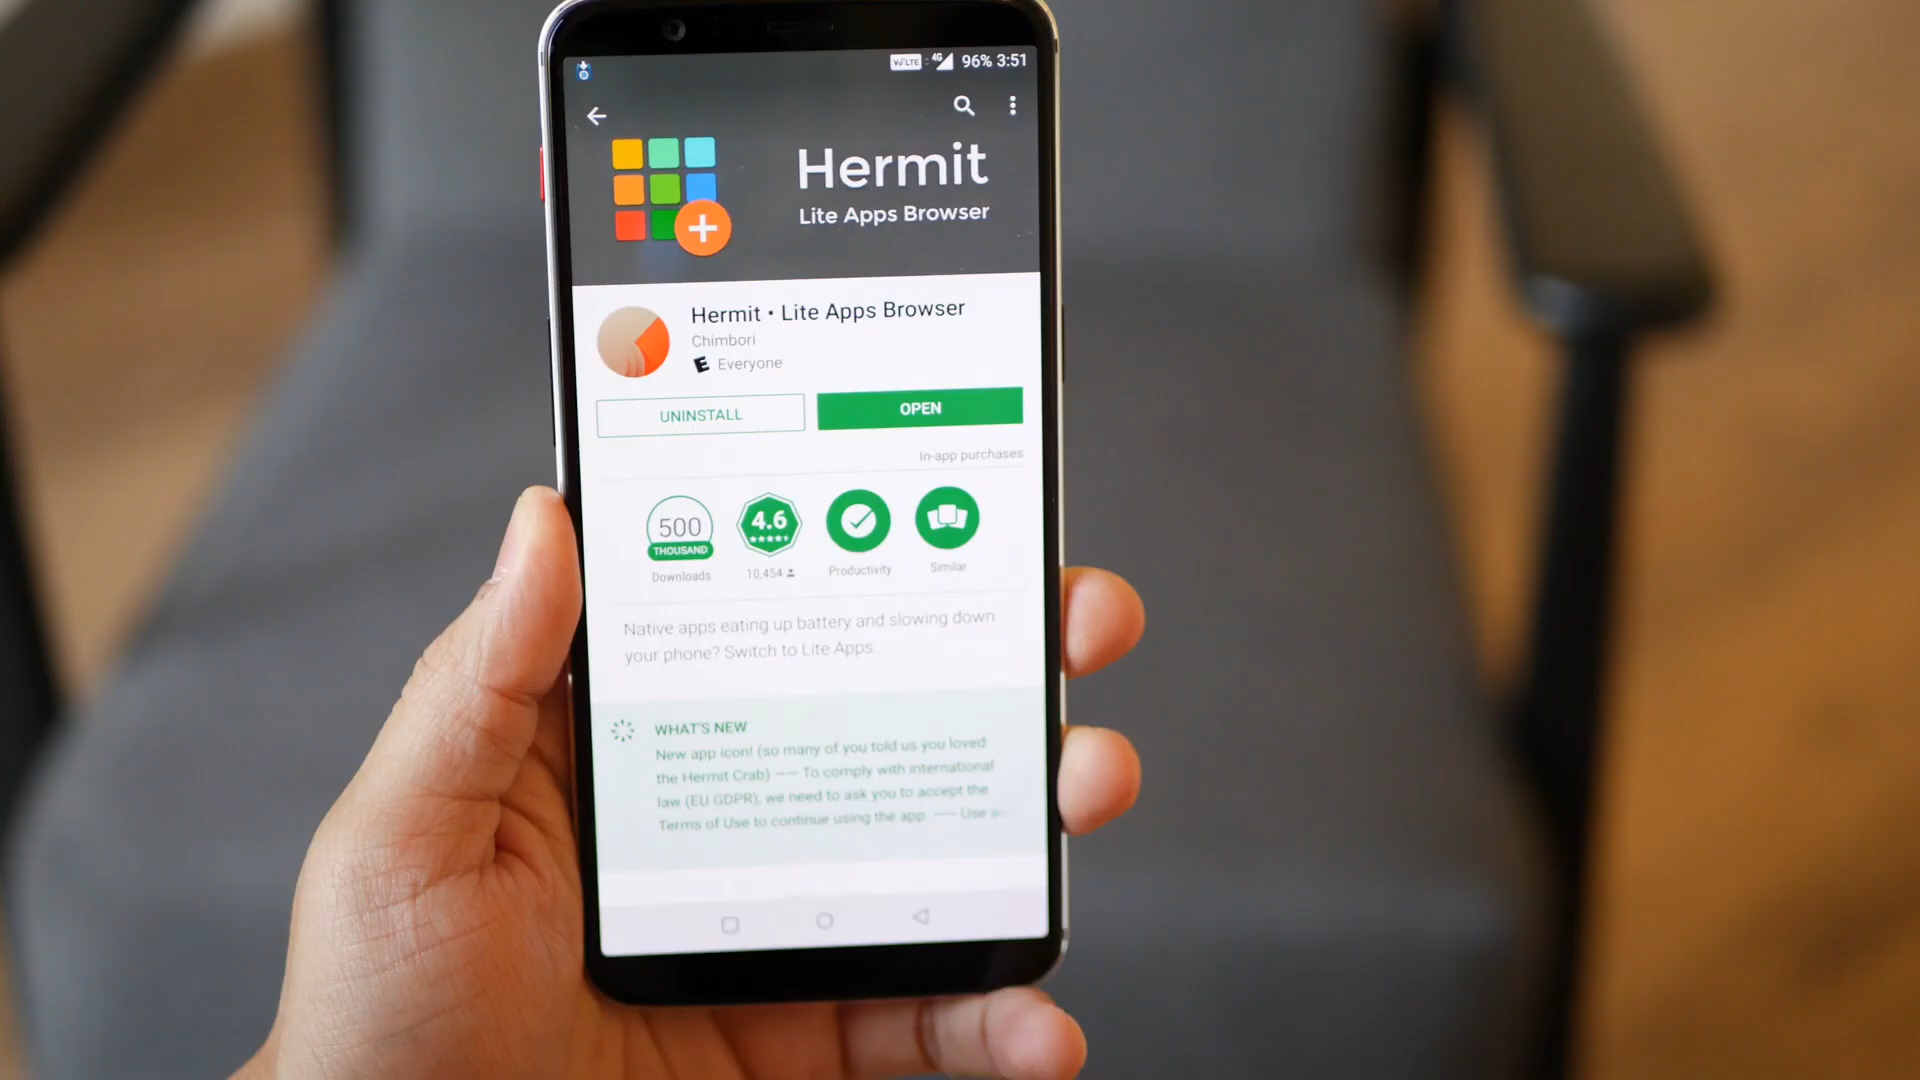 VoLTE 4G 96% 3:51
Hermit
Lite Apps Browser
Hermit • Lite Apps Browser
Chimbori
E Everyone
UNINSTALL
OPEN
In-app purchases
500
THOUSAND
Downloads
4.6
10,454
Productivity
Similar
Native apps eating up battery and slowing down
your phone? Switch to Lite Apps.
WHAT'S NEW
New app icon! (so many of you told us you loved
the Hermit Crab) —— To comply with international
law (EU GDPR), we need to ask you to accept the
Terms of Use to continue using the app. —— Use